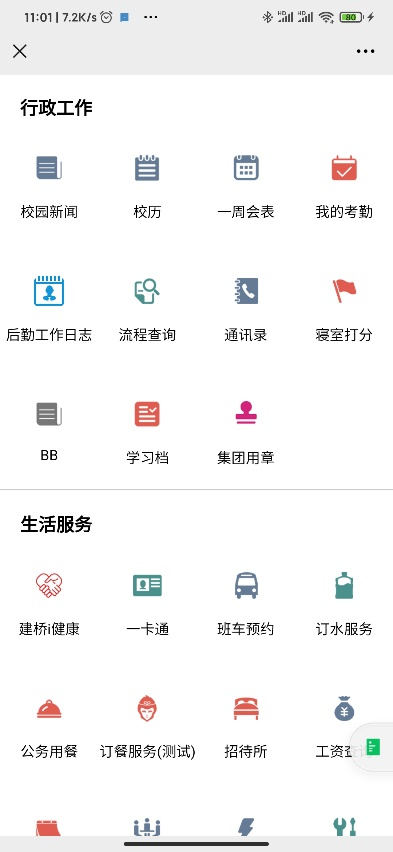 11:01 | 7.2K/s
HD HD 80
行政工作
校园新闻 校历 一周会表 我的考勤
后勤工作日志 流程查询 通讯录 寝室打分
BB 学习档 集团用章
生活服务
建桥i健康 一卡通 班车预约 订水服务
公务用餐 订餐服务(测试) 招待所 工资查